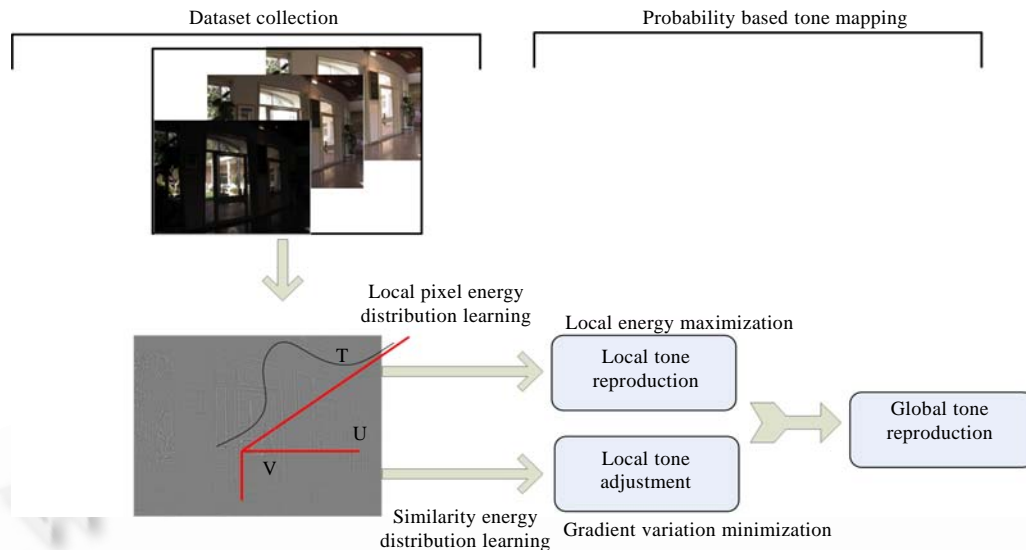 Dataset collection
Probability based tone mapping
Local pixel energy
distribution learning
Local energy maximization
T
Local tone
reproduction
U
V
Global tone
reproduction
Local tone
adjustment
Similarity energy
distribution learning
Gradient variation minimization